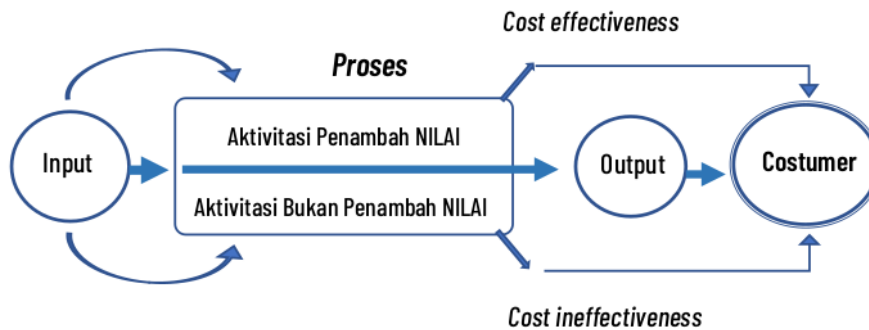 Cost effectiveness
Proses
Aktivitasi Penambah NILAI
Input
Output
Costumer
Aktivitasi Bukan Penambah NILAI
Cost ineffectiveness